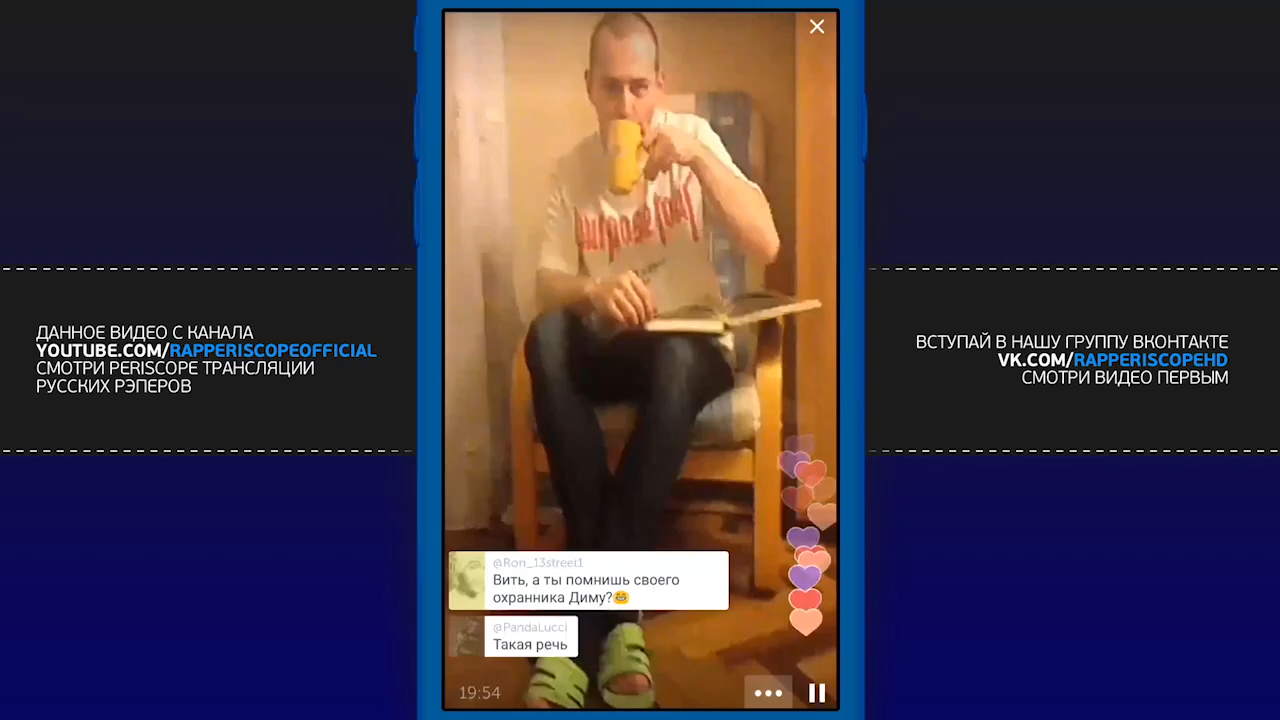 ДАННОЕ ВИДЕО С КАНАЛА
YOUTUBE.COM/RAPPERISCOPEOFFICIAL
СМОТРИ PERISCOPE ТРАНСЛЯЦИИ
РУССКИХ РЭПЕРОВ
ВСТУПАЙ В НАШУ ГРУППУ ВКОНТАКТЕ
VK.COM/RAPPERISCOPEHD
СМОТРИ ВИДЕО ПЕРВЫМ
@Ron_13street1
Вить, а ты помнишь своего
охранника Диму?😂
@PandaLucci
Такая речь
19:54